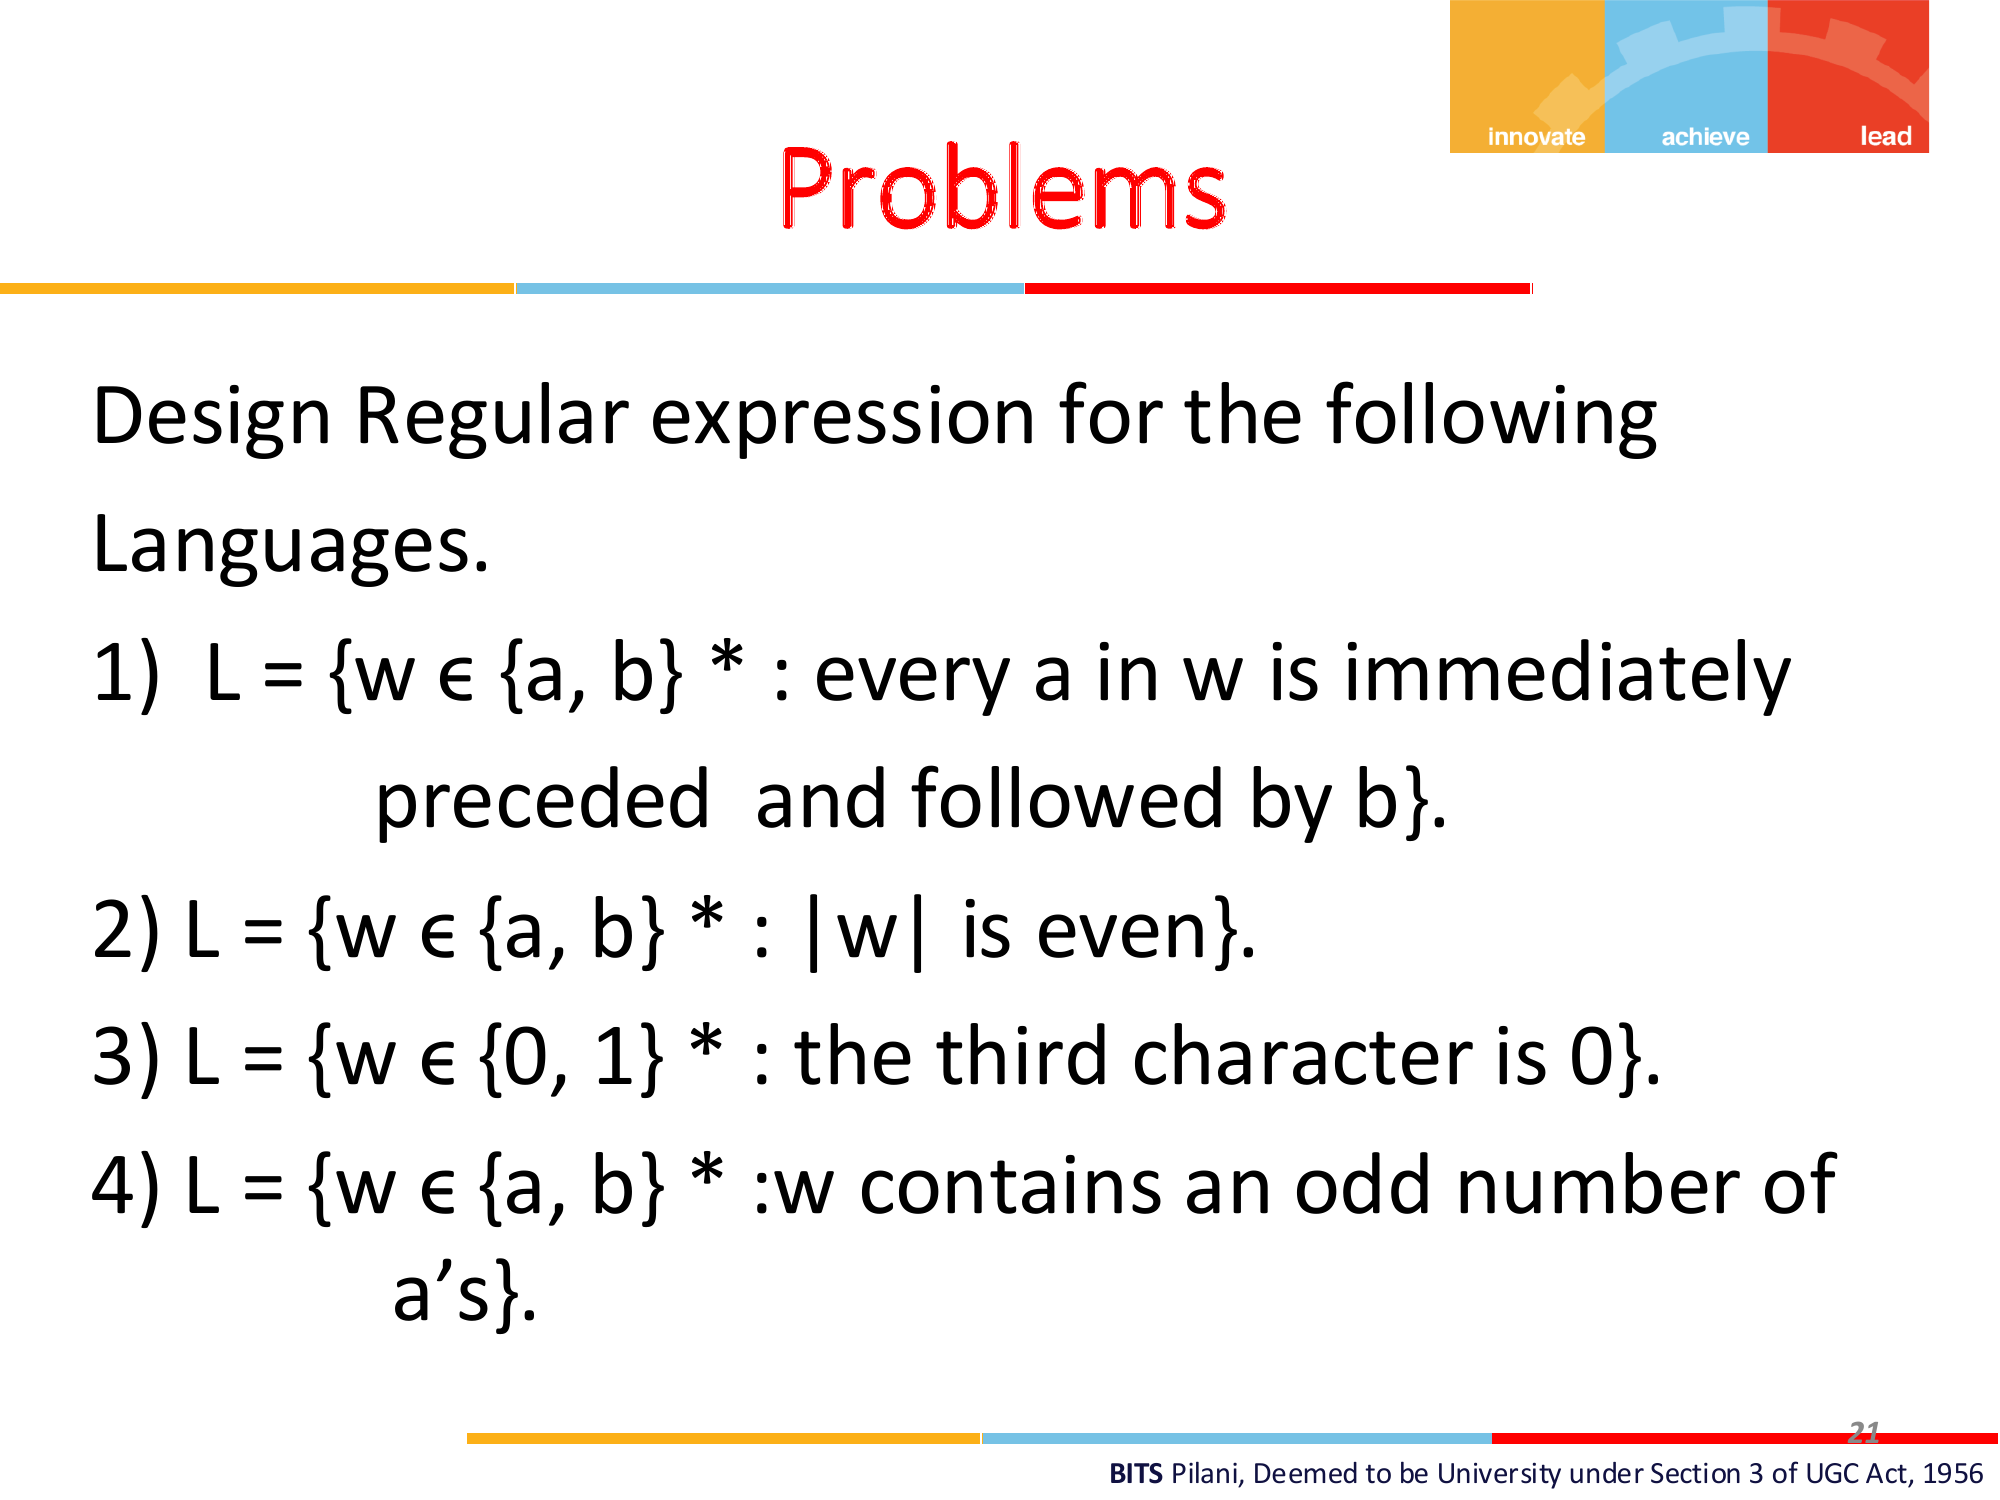 innovate achieve lead
Problems
Design Regular expression for the following
Languages.
1) L = {w ϵ {a, b} * : every a in w is immediately
preceded and followed by b}.
2) L = {w ϵ {a, b} * : |w| is even}.
3) L = {w ϵ {0, 1} * : the third character is 0}.
4) L = {w ϵ {a, b} * :w contains an odd number of
a’s}.
21
BITS Pilani, Deemed to be University under Section 3 of UGC Act, 1956